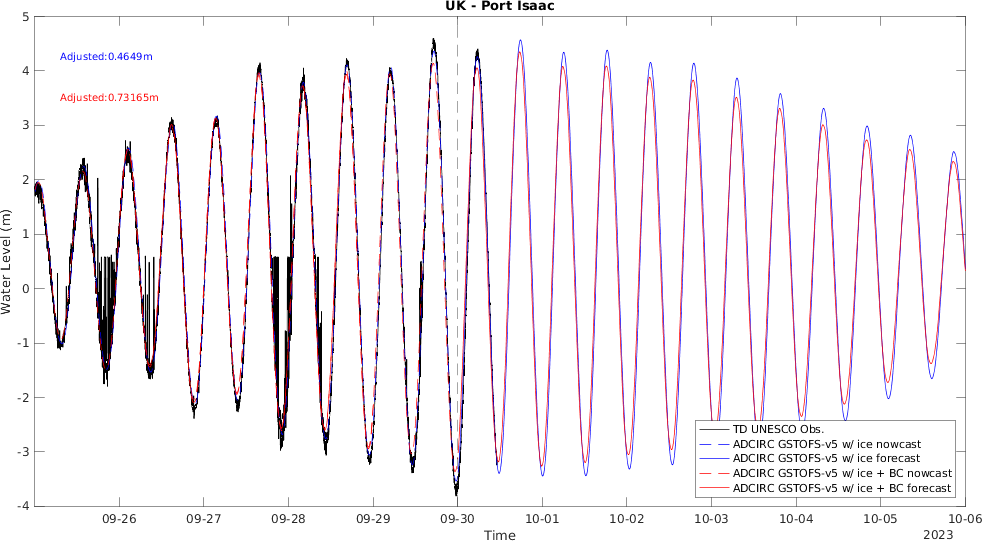 UK - Port Isaac
5
4
3
2
1
0
-1
-2
-3
-4
Water Level (m)
Adjusted:0.4649m
Adjusted:0.73165m
TD UNESCO Obs.
ADCIRC GSTOFS-v5 w/ ice nowcast
ADCIRC GSTOFS-v5 w/ ice forecast
ADCIRC GSTOFS-v5 w/ ice + BC nowcast
ADCIRC GSTOFS-v5 w/ ice + BC forecast
09-26 09-27 09-28 09-29 09-30 10-01 10-02 10-03 10-04 10-05 10-06
2023
Time